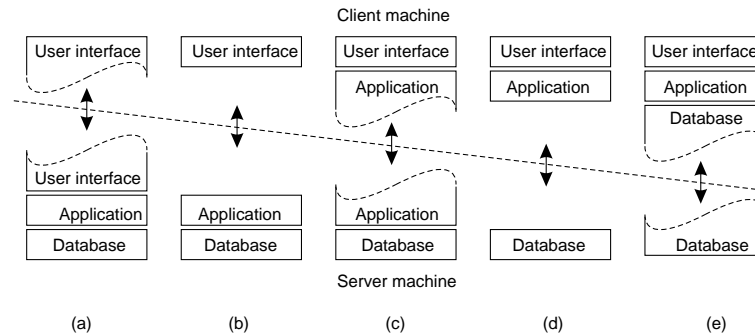 Client machine
User interface User interface User interface User interface User interface
Application Application Application
Database
User interface
Application Application Application
Database Database Database Database Database
Server machine
(a) (b) (c) (d) (e)